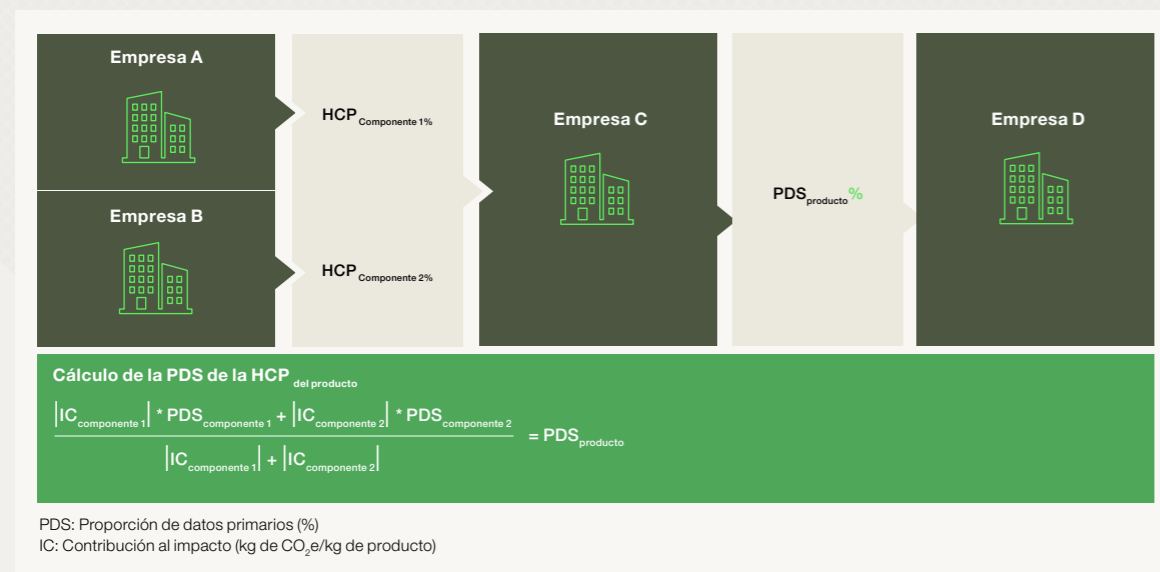 Empresa A
HCP Componente 1%
Empresa B
HCP Componente 2%
Empresa C
PDS producto %
Empresa D
Cálculo de la PDS de la HCP del producto
|IC componente 1| * PDS componente 1 + |IC componente 2| * PDS componente 2
|IC componente 1| + |IC componente 2|
= PDS producto
PDS: Proporción de datos primarios (%)
IC: Contribución al impacto (kg de CO₂e/kg de producto)